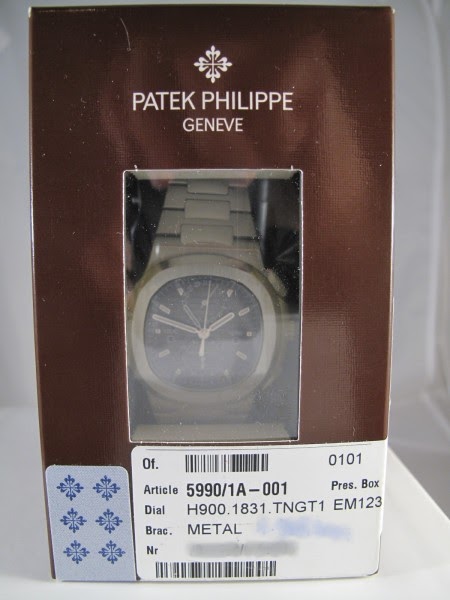 PATEK PHILIPPE
GENEVE
Of. 0101
Article 5990/1A-001 Pres. Box
Dial H900.1831.TNGT1 EM123
Brac. METAL
Nr